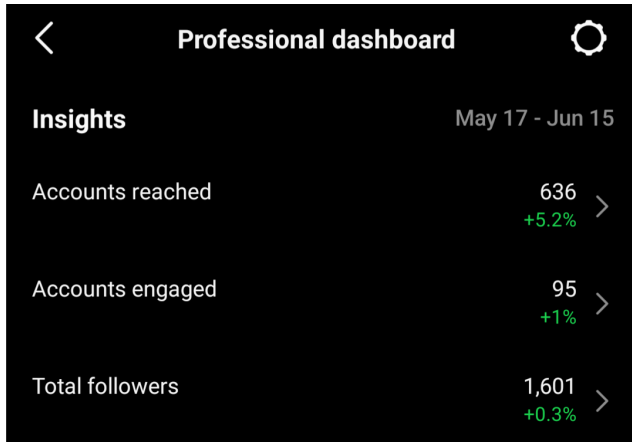 Professional dashboard
Insights May 17 - Jun 15
Accounts reached 636
+5.2%
Accounts engaged 95
+1%
Total followers 1,601
+0.3%